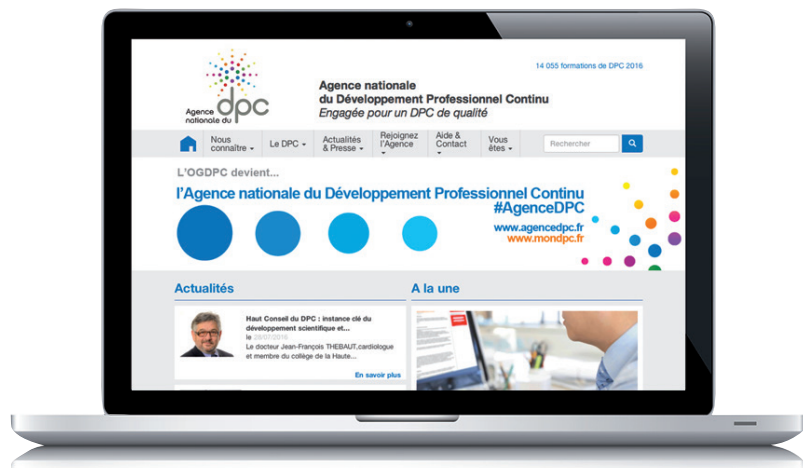 14 055 formations de DPC 2016
Agence
nationale du
dpc
Agence nationale
du Développement Professionnel Continu
Engagée pour un DPC de qualité
Nous
connaître
Le DPC
Actualités
& Presse
Rejoignez
l'Agence
Aide &
Contact
Vous
êtes
Rechercher
L'OGDPC devient...
l'Agence nationale du Développement Professionnel Continu
#AgenceDPC
www.agencedpc.fr
www.mondpc.fr
Actualités
A la une
Haut Conseil du DPC : instance clé du
développement scientifique et...
le 28/07/2016
Le docteur Jean-François THEBAUT,cardiologue
et membre du collège de la Haute...
En savoir plus